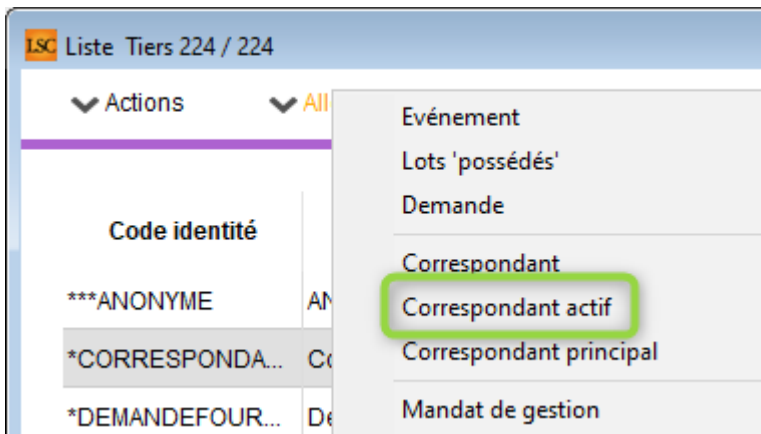 LSC Liste Tiers 224 / 224
Actions
All
Evénement
Lots 'possédés'
Demande
Correspondant
Correspondant actif
Correspondant principal
Mandat de gestion
Code identité
***ANONYME AN
*CORRESPONDA... Co
*DEMANDEFOUR... De